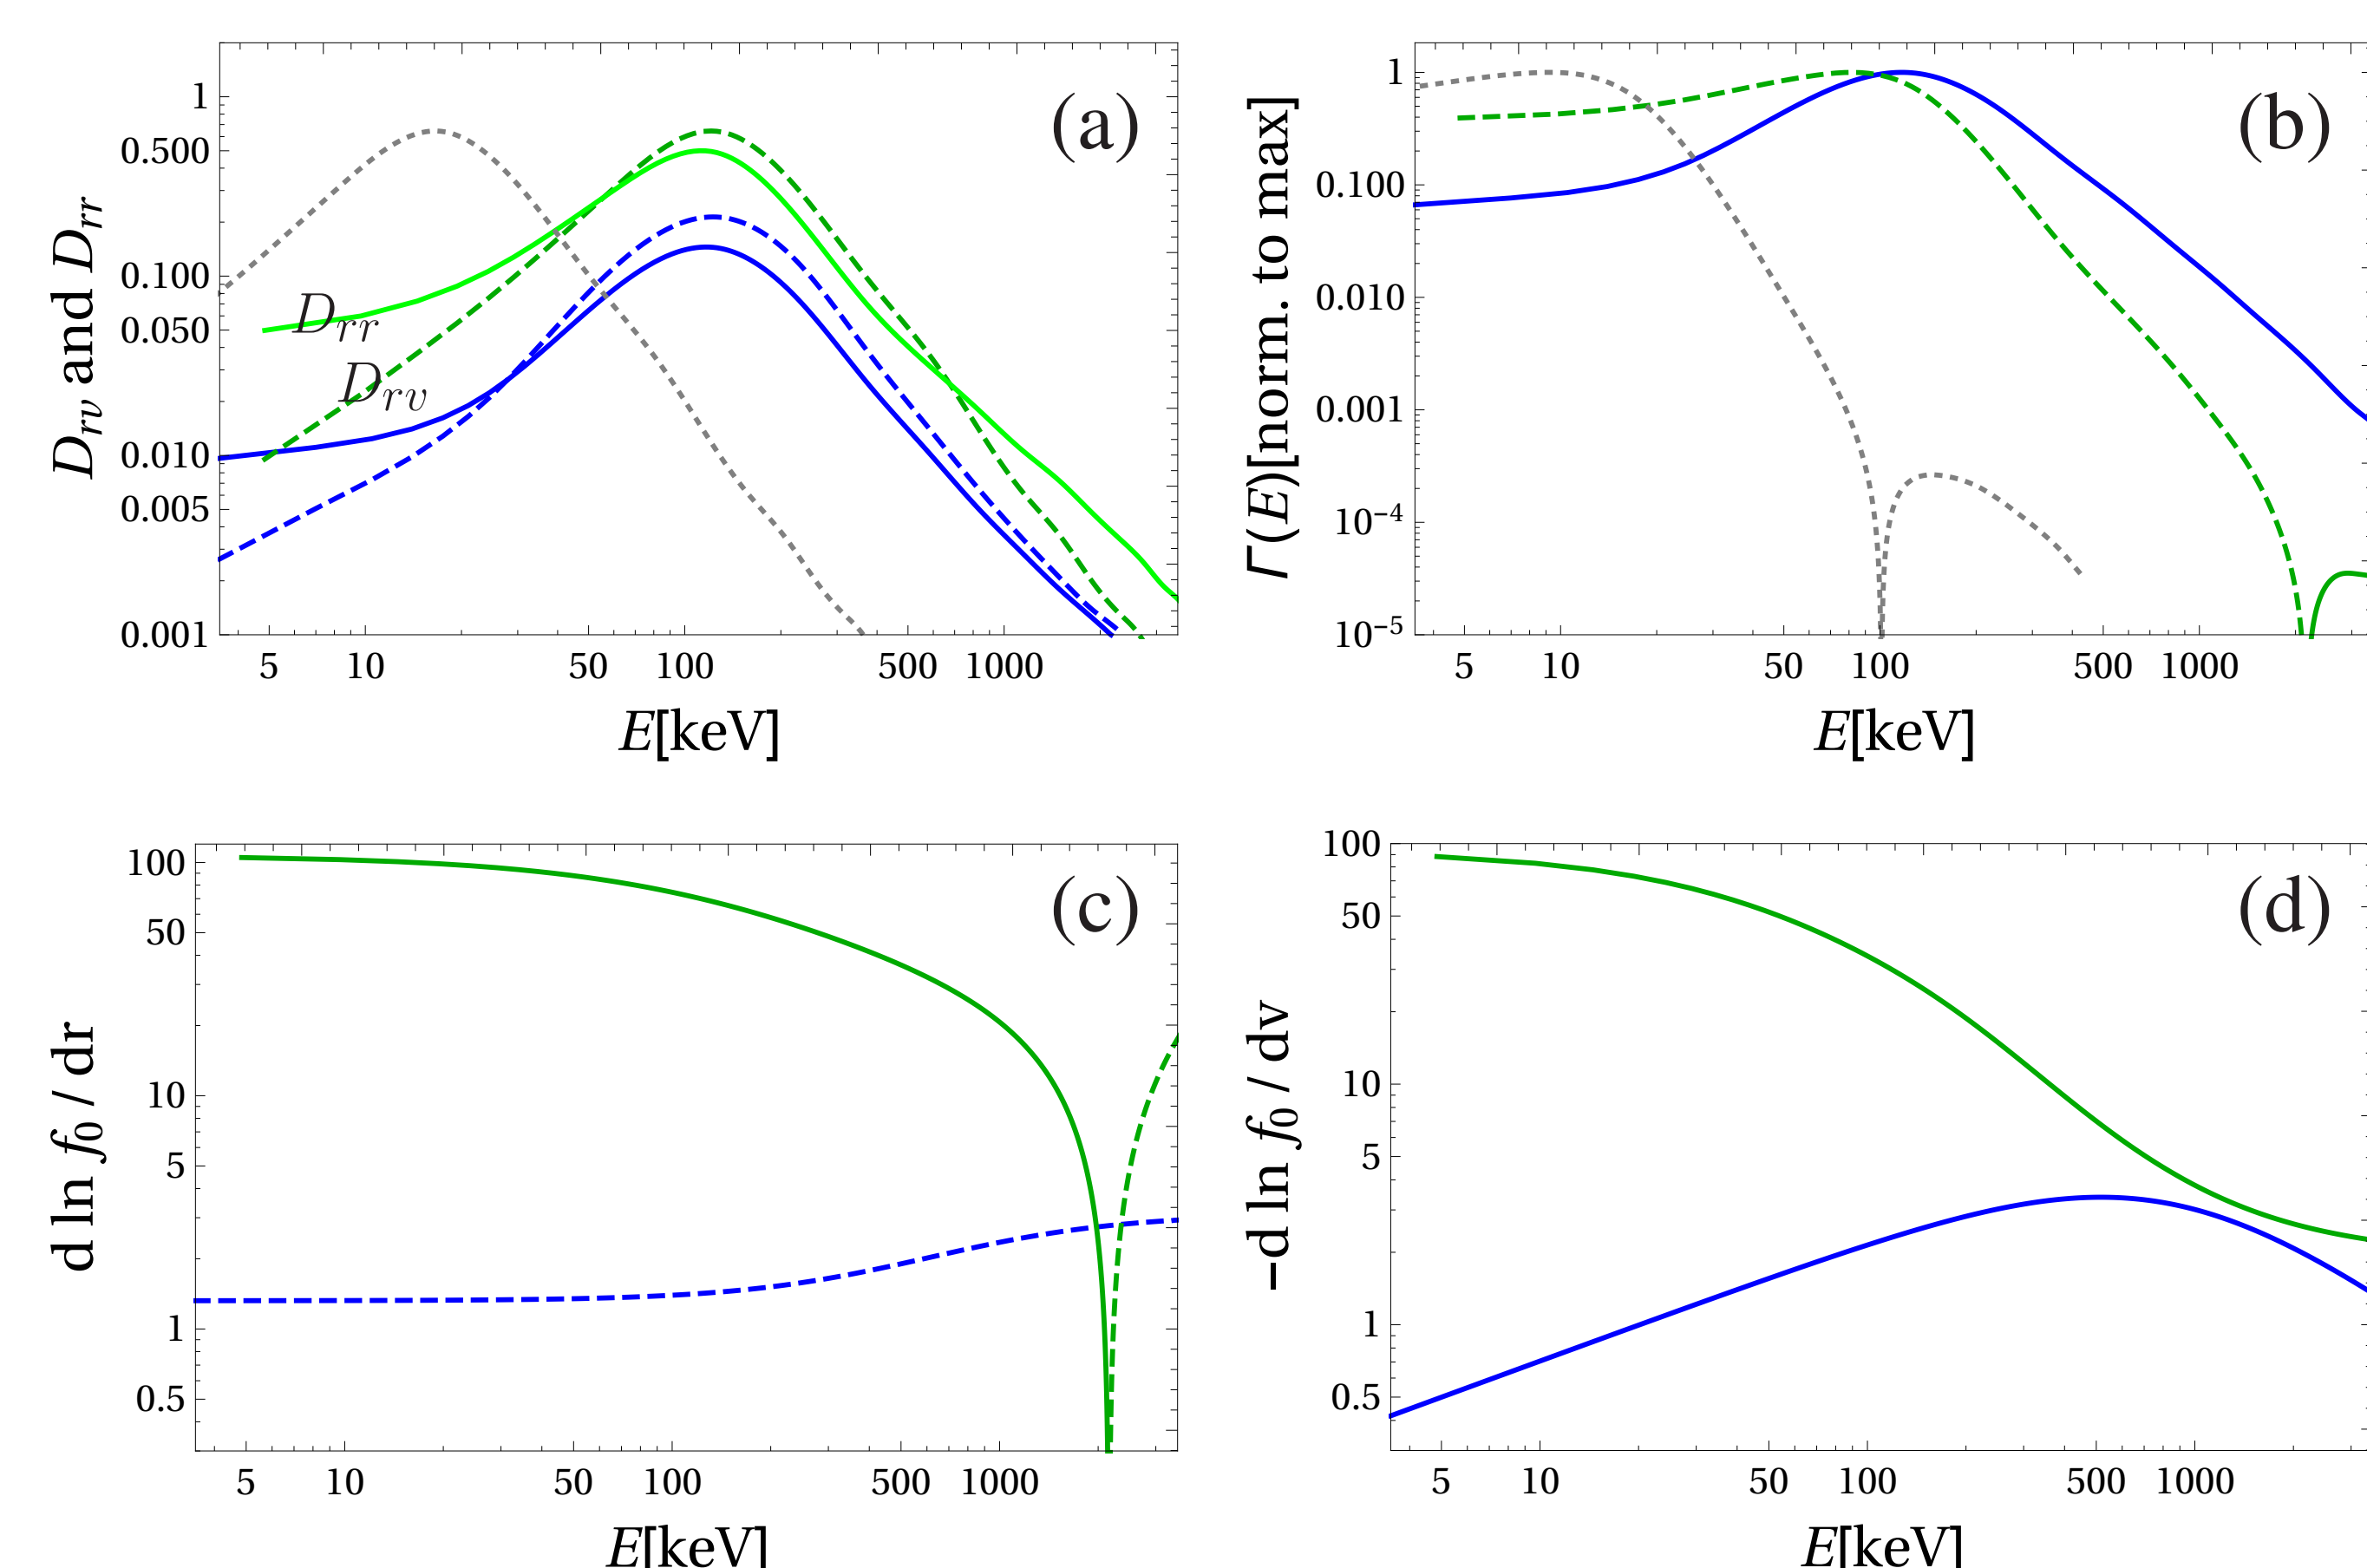 (a)
D_rv and D_rr
1
0.500
0.100
0.050
0.010
0.005
0.001
D_rr
D_rv
5 10 50 100 500 1000
E[keV]
(b)
Γ(E)[norm. to max]
1
0.100
0.010
0.001
10^-4
10^-5
5 10 50 100 500 1000
E[keV]
(c)
d ln f_0 / dr
100
50
10
5
1
0.5
5 10 50 100 500 1000
E[keV]
(d)
−d ln f_0 / dv
100
50
10
5
1
0.5
5 10 50 100 500 1000
E[keV]